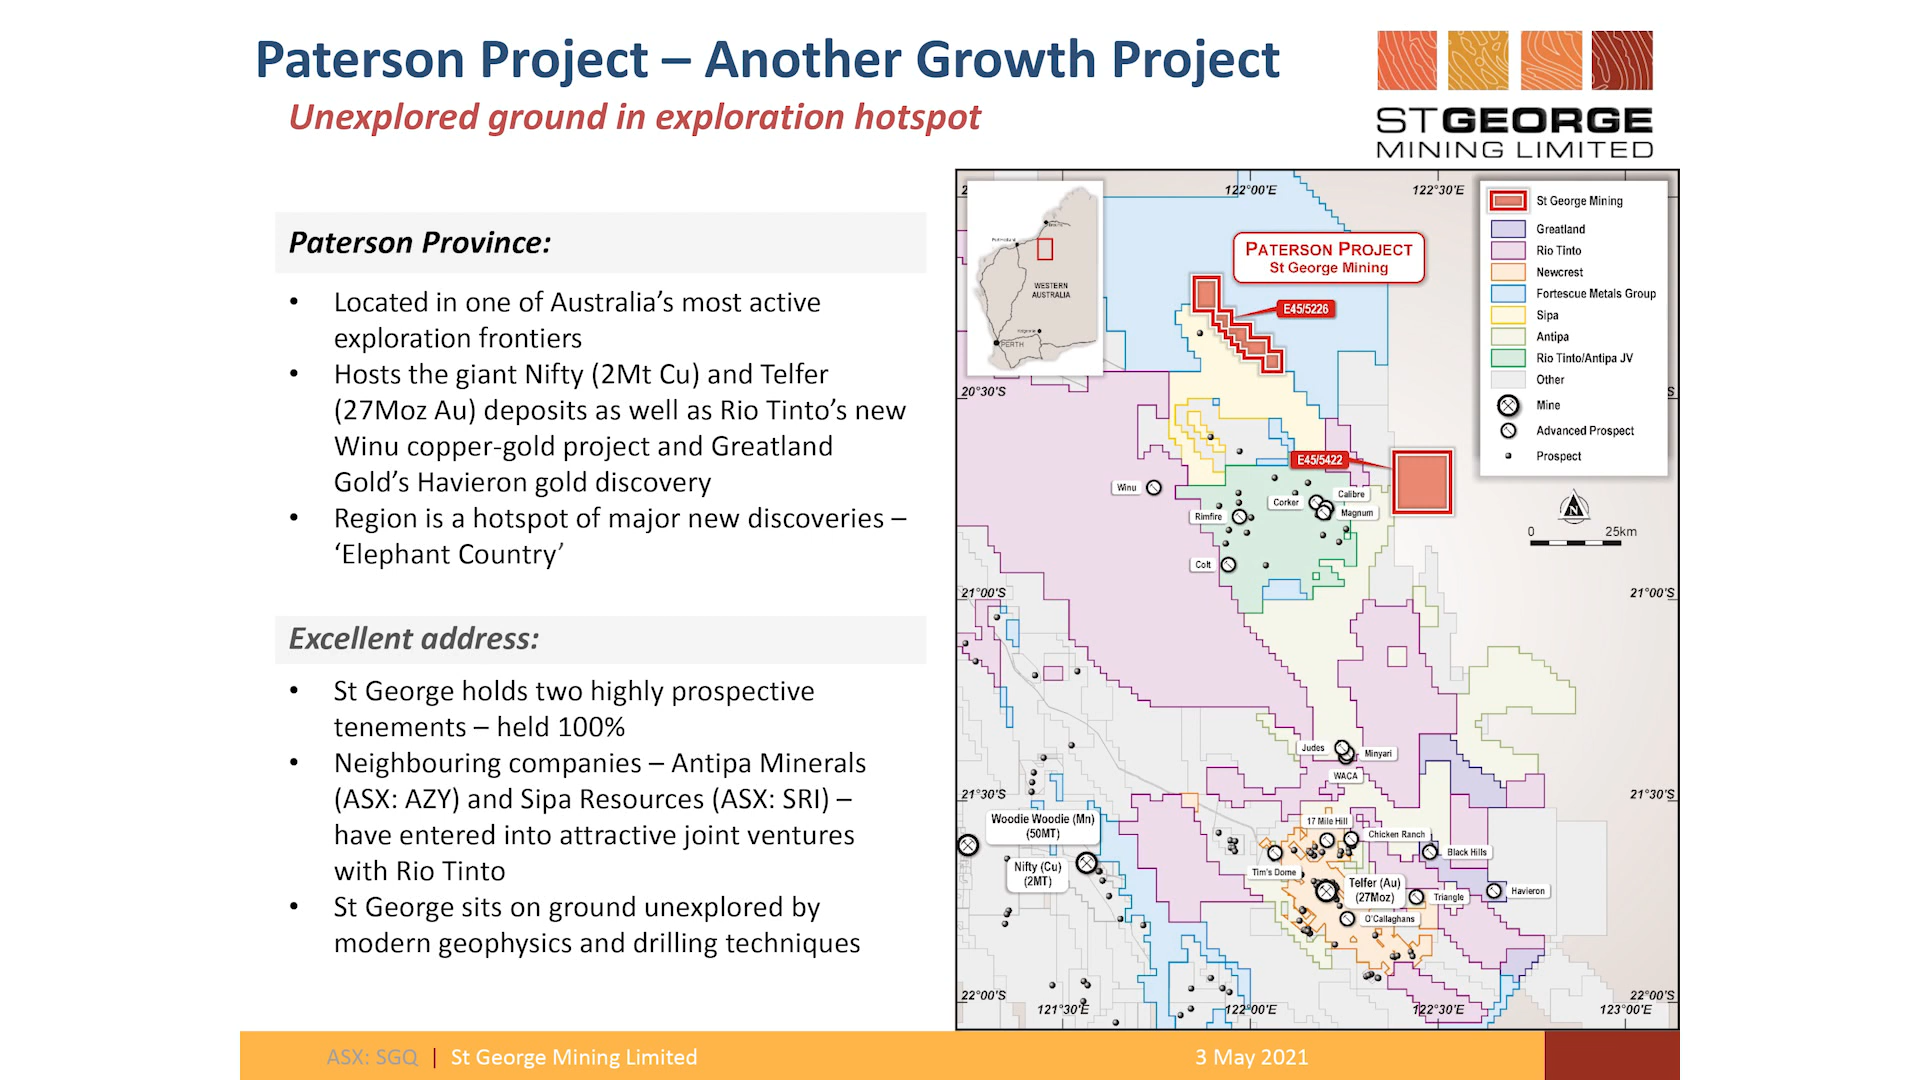 Paterson Project – Another Growth Project
Unexplored ground in exploration hotspot
STGEORGE
MINING LIMITED
Paterson Province:
• Located in one of Australia’s most active
exploration frontiers
• Hosts the giant Nifty (2Mt Cu) and Telfer
(27Moz Au) deposits as well as Rio Tinto’s new
Winu copper-gold project and Greatland
Gold’s Havieron gold discovery
• Region is a hotspot of major new discoveries –
‘Elephant Country’
Excellent address:
• St George holds two highly prospective
tenements – held 100%
• Neighbouring companies – Antipa Minerals
(ASX: AZY) and Sipa Resources (ASX: SRI) –
have entered into attractive joint ventures
with Rio Tinto
• St George sits on ground unexplored by
modern geophysics and drilling techniques
122°00'E
122°30'E
WESTERN
AUSTRALIA
PERTH
PATERSON PROJECT
St George Mining
E45/5226
E45/5422
St George Mining
Greatland
Rio Tinto
Newcrest
Fortescue Metals Group
Sipa
Antipa
Rio Tinto/Antipa JV
Other
Mine
Advanced Prospect
Prospect
N
0 25km
20°30'S
Winu
Corker
Calibre
Magnum
Rimfire
Colt
21°00'S
21°00'S
Judes
Minyari
WACA
21°30'S
21°30'S
Woodie Woodie (Mn)
(50MT)
Nifty (Cu)
(2MT)
17 Mile Hill
Chicken Ranch
Black Hills
Tim's Dome
Telfer (Au)
(27Moz)
Triangle
Havieron
O'Callaghans
22°00'S
22°00'S
121°30'E
122°00'E
122°30'E
123°00'E
ASX: SGQ | St George Mining Limited
3 May 2021